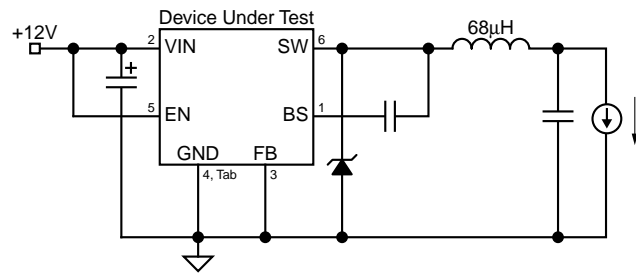 Device Under Test
+12V
2
VIN
SW
6
68μH
+
5
EN
BS
1
GND
FB
4, Tab
3